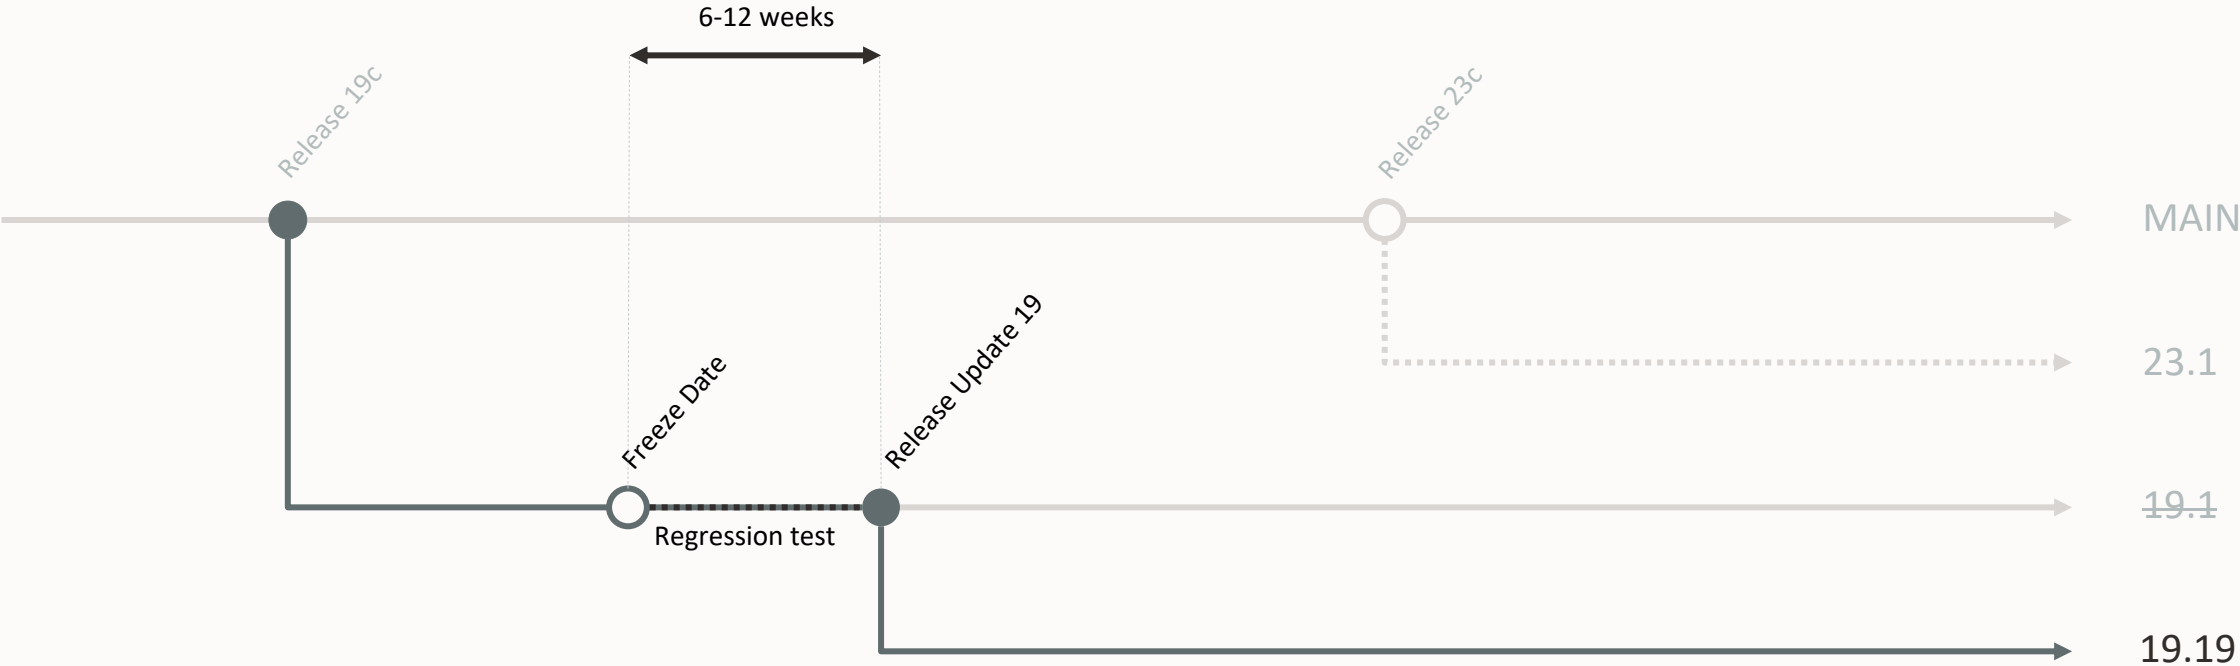 6-12 weeks
Release 19c
Release 23c
MAIN
Release Update 19
23.1
Freeze Date
19.1
Regression test
19.19